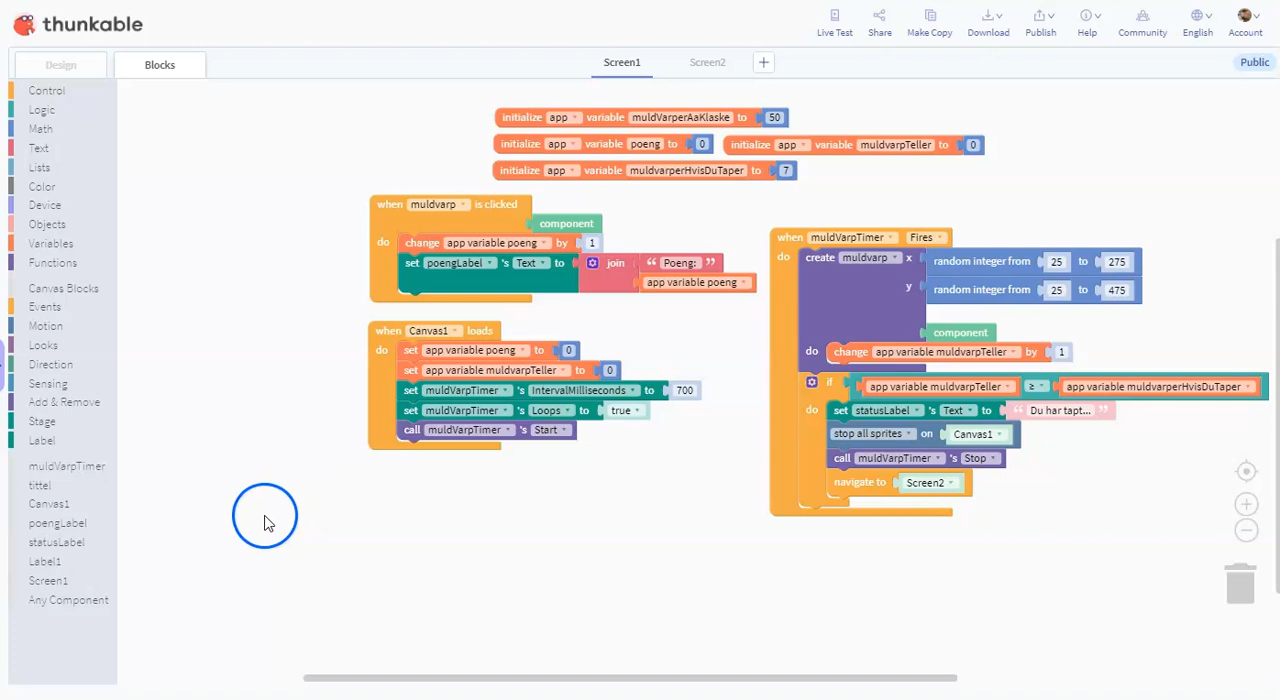 thunkable
Live Test Share Make Copy Download Publish Help Community English Account
Design Blocks Screen1 Screen2 + Public
Control
Logic
Math
Text
Lists
Color
Device
Objects
Variables
Functions
Canvas Blocks
Events
Motion
Looks
Direction
Sensing
Add & Remove
Stage
Label
muldVarpTimer
tittel
Canvas1
poengLabel
statusLabel
Label1
Screen1
Any Component
initialize app variable muldVarperAaKlaske to 50
initialize app variable poeng to 0 initialize app variable muldvarpTeller to 0
initialize app variable muldvarperHvisDuTaper to 7
when muldvarp is clicked
component
do change app variable poeng by 1
set poengLabel 's Text to join “ Poeng: ”
app variable poeng
when Canvas1 loads
do set app variable poeng to 0
set app variable muldvarpTeller to 0
set muldVarpTimer 's IntervalMilliseconds to 700
set muldVarpTimer 's Loops to true
call muldVarpTimer 's Start
when muldVarpTimer Fires
do create muldvarp x random integer from 25 to 275
y random integer from 25 to 475
component
do change app variable muldvarpTeller by 1
if app variable muldvarpTeller ≥ app variable muldvarperHvisDuTaper
do set statusLabel 's Text to “ Du har tapt... ”
stop all sprites on Canvas1
call muldVarpTimer 's Stop
navigate to Screen2